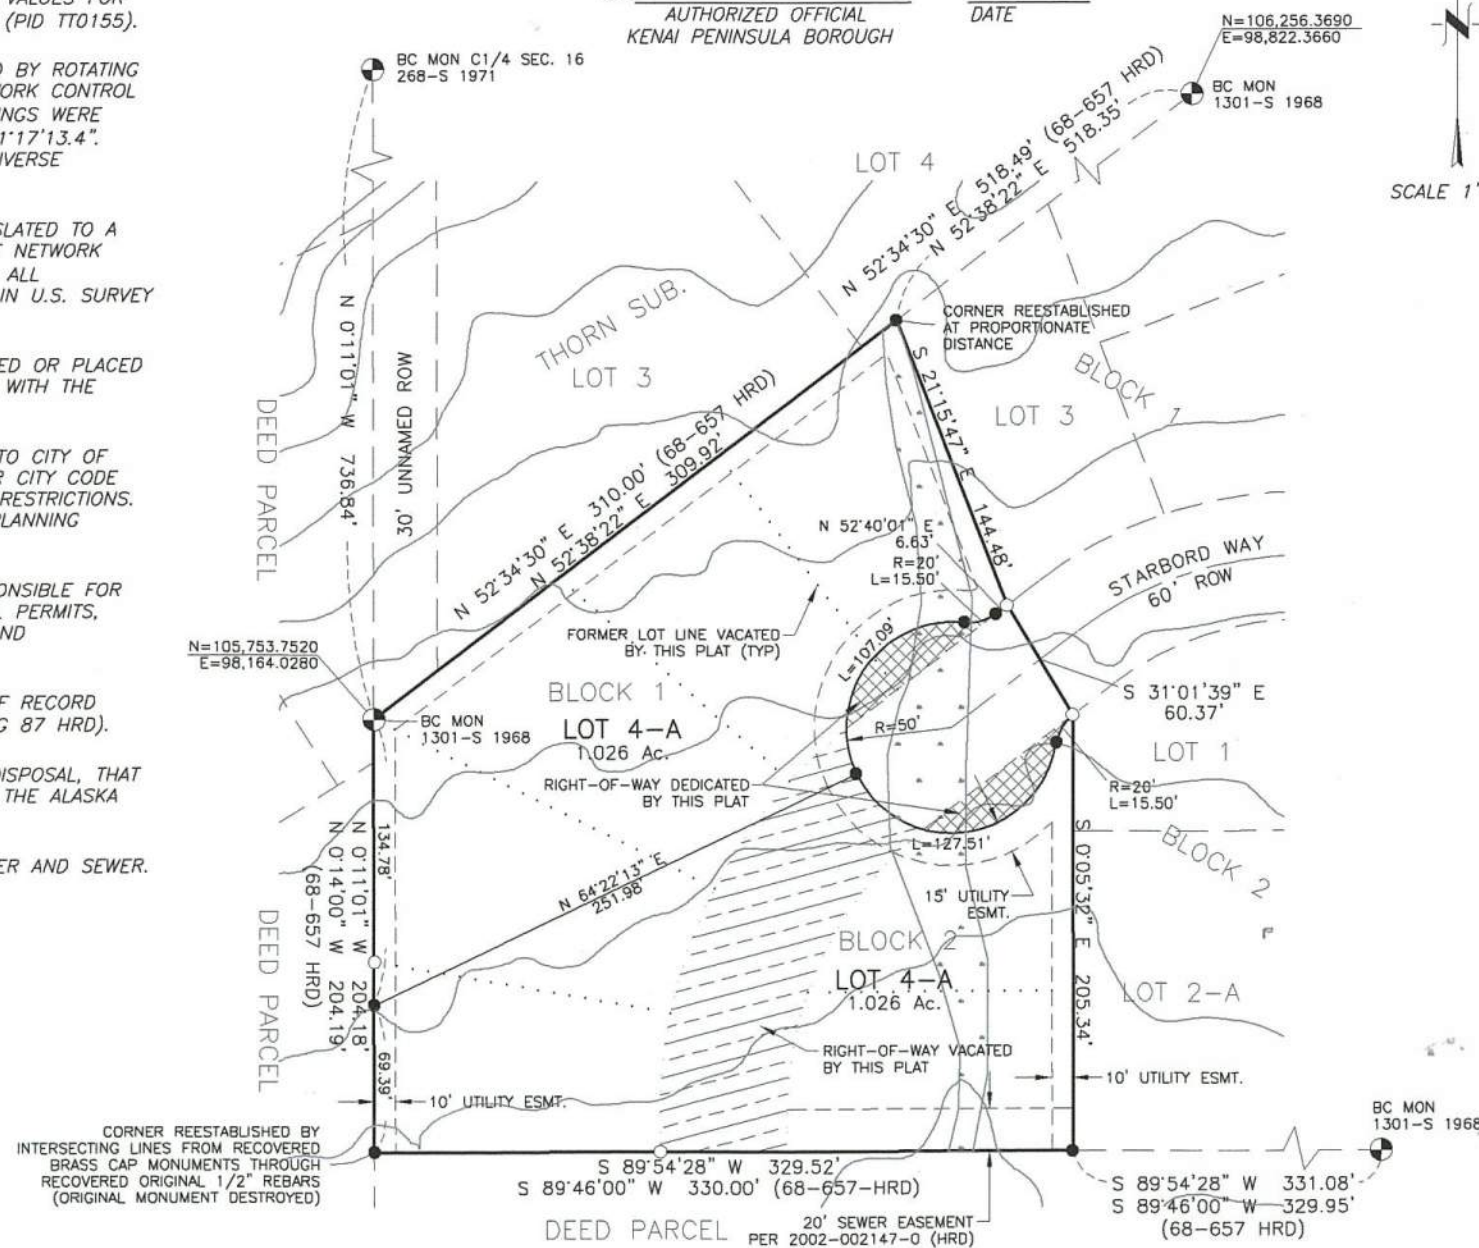 VALUES FOR
(PID TT0155).
BY ROTATING
ORK CONTROL
NGS WERE
1°17'13.4".
VERSE
SLATED TO A
NETWORK
ALL
IN U.S. SURVEY
ED OR PLACED
WITH THE
TO CITY OF
R CITY CODE
RESTRICTIONS.
PLANNING
ONSIBLE FOR
PERMITS,
ND
F RECORD
G 87 HRD).
DISPOSAL, THAT
THE ALASKA
ER AND SEWER.
AUTHORIZED OFFICIAL
KENAI PENINSULA BOROUGH
DATE
N=106,256.3690
E=98,822.3660
BC MON C1/4 SEC. 16
268-S 1971
BC MON
1301-S 1968
N
SCALE 1"
LOT 4
N 52°34'30" E 518.49' (68-657 HRD)
N 52°38'22" E 518.35'
THORN SUB.
LOT 3
CORNER REESTABLISHED
AT PROPORTIONATE
DISTANCE
BLOCK 1
LOT 3
N 0°11'01" W 736.84'
30' UNNAMED ROW
DEED PARCEL
N 52°34'30" E 310.00' (68-657 HRD)
N 52°38'22" E 309.92'
S 21°15'47" E 144.48'
N 52°40'01" E
6.63'
R=20'
L=15.50'
STARBORD WAY
60' ROW
FORMER LOT LINE VACATED
BY THIS PLAT (TYP)
L=107.09'
N=105,753.7520
E=98,164.0280
BC MON
1301-S 1968
BLOCK 1
LOT 4-A
1.026 Ac.
R=50'
S 31°01'39" E
60.37'
LOT 1
RIGHT-OF-WAY DEDICATED
BY THIS PLAT
R=20'
L=15.50'
L=127.51'
BLOCK 2
134.78'
N 0°11'01" W 204.18'
N 0°14'00" W 204.19'
(68-657 HRD)
69.39'
N 64°22'13" E
251.98'
15' UTILITY
ESMT.
S 0°05'32" E 205.34'
DEED PARCEL
BLOCK 2
LOT 4-A
1.026 Ac.
LOT 2-A
RIGHT-OF-WAY VACATED
BY THIS PLAT
10' UTILITY ESMT.
10' UTILITY ESMT.
BC MON
1301-S 1968
CORNER REESTABLISHED BY
INTERSECTING LINES FROM RECOVERED
BRASS CAP MONUMENTS THROUGH
RECOVERED ORIGINAL 1/2" REBARS
(ORIGINAL MONUMENT DESTROYED)
S 89°54'28" W 329.52'
S 89°46'00" W 330.00' (68-657-HRD)
S 89°54'28" W 331.08'
S 89°46'00" W 329.95'
(68-657 HRD)
DEED PARCEL
20' SEWER EASEMENT
PER 2002-002147-0 (HRD)